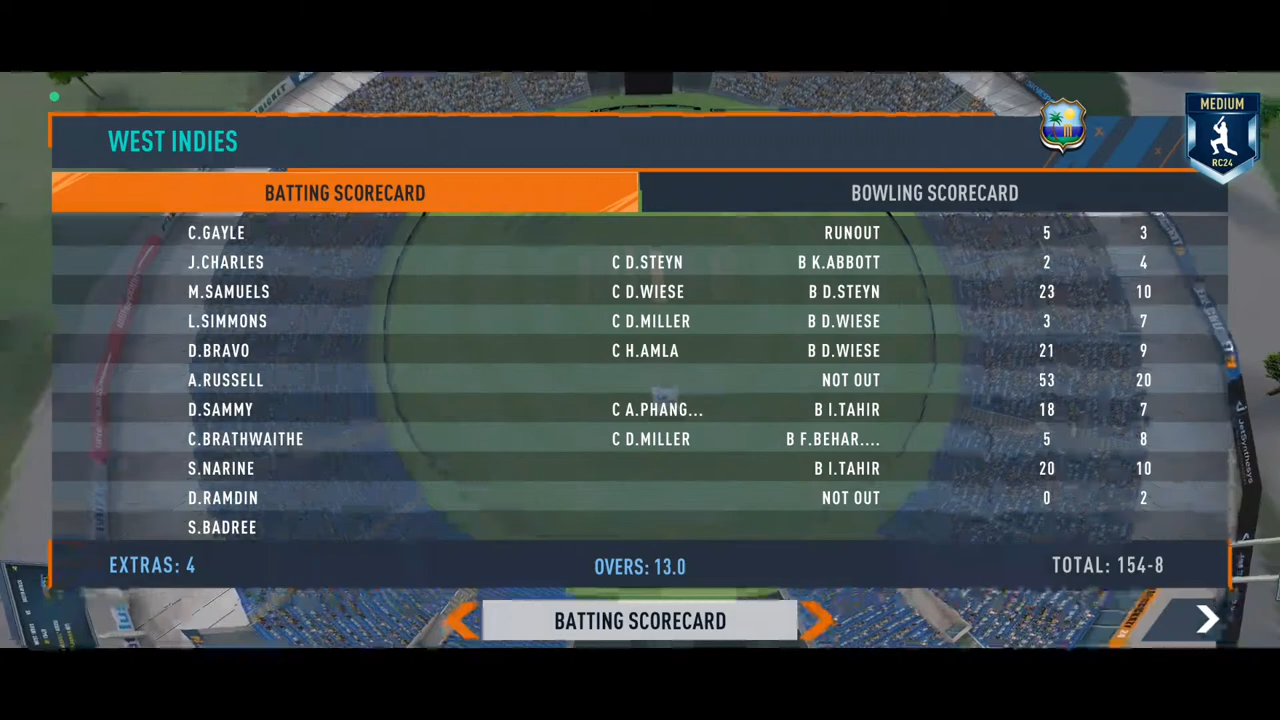 MEDIUM
RC24
WEST INDIES
BATTING SCORECARD BOWLING SCORECARD
C.GAYLE RUNOUT 5 3
J.CHARLES C D.STEYN B K.ABBOTT 2 4
M.SAMUELS C D.WIESE B D.STEYN 23 10
L.SIMMONS C D.MILLER B D.WIESE 3 7
D.BRAVO C H.AMLA B D.WIESE 21 9
A.RUSSELL NOT OUT 53 20
D.SAMMY C A.PHANG... B I.TAHIR 18 7
C.BRATHWAITHE C D.MILLER B F.BEHAR.... 5 8
S.NARINE B I.TAHIR 20 10
D.RAMDIN NOT OUT 0 2
S.BADREE
EXTRAS: 4 OVERS: 13.0 TOTAL: 154-8
BATTING SCORECARD
JetSynthesys